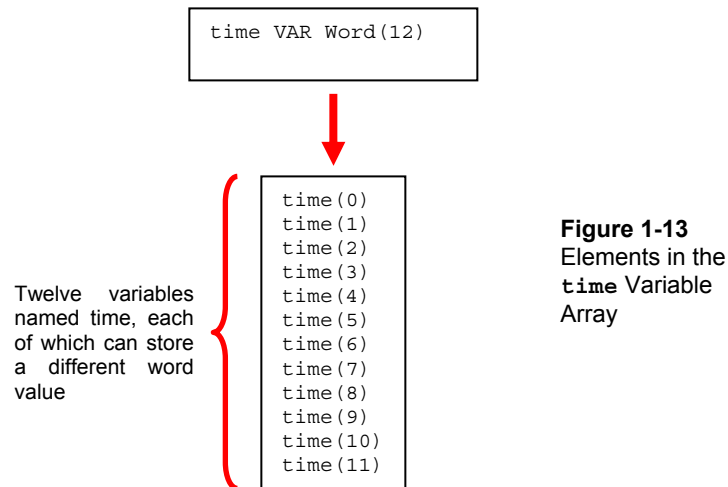 time VAR Word(12)
time(0)
time(1)
time(2)
time(3)
time(4)
time(5)
time(6)
time(7)
time(8)
time(9)
time(10)
time(11)
Twelve variables
named time, each
of which can store
a different word
value
Figure 1-13
Elements in the
time Variable
Array